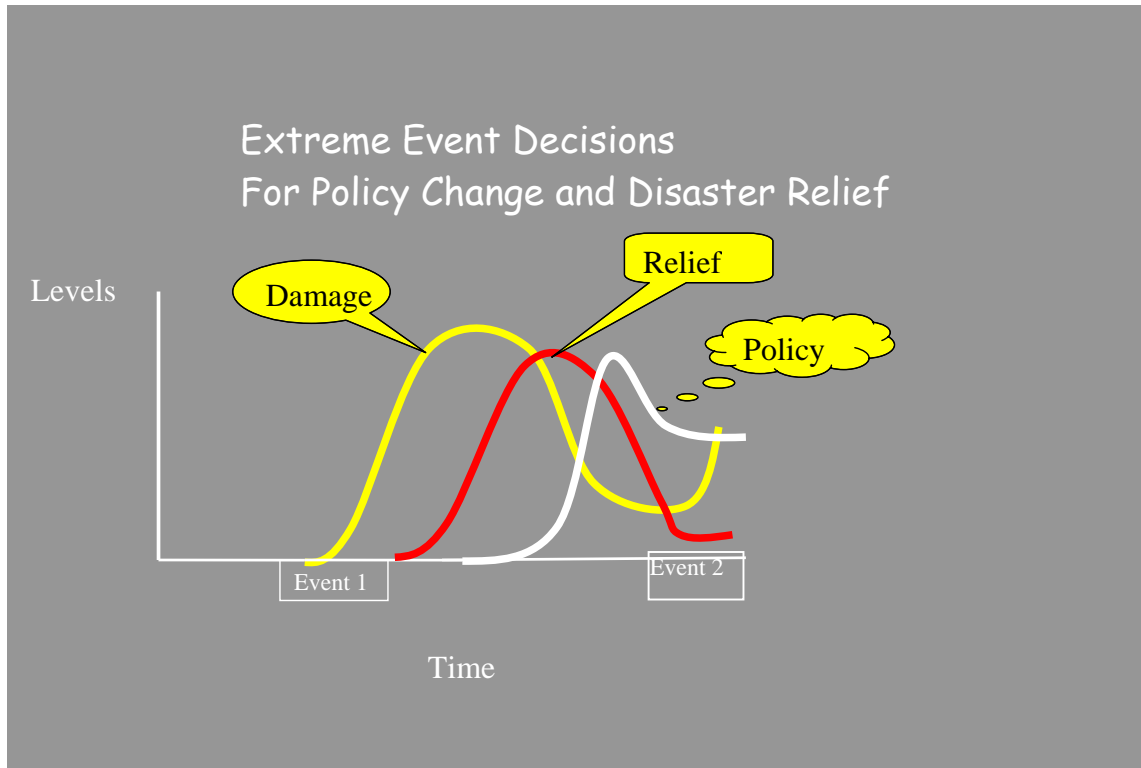 Extreme Event Decisions
For Policy Change and Disaster Relief
Relief
Levels
Damage
Policy
Event 1
Event 2
Time